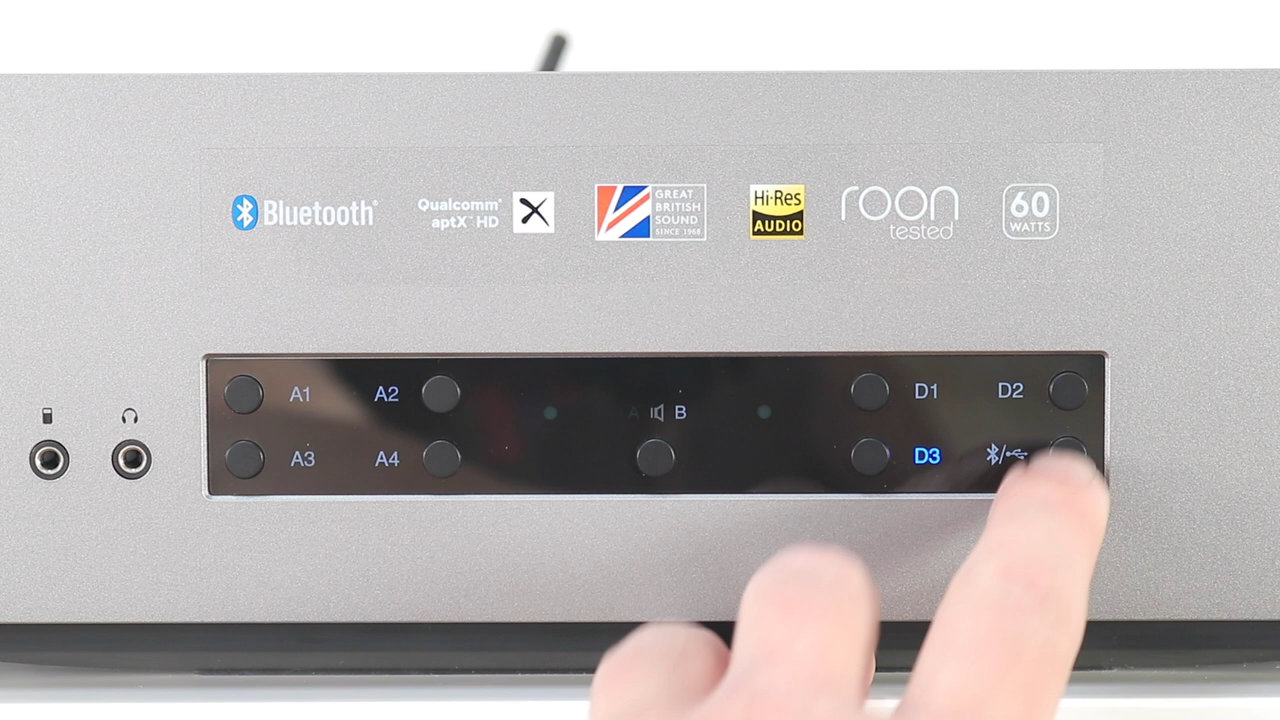 Bluetooth®
Qualcomm®
aptX™ HD
GREAT
BRITISH
SOUND
SINCE 1968
Hi-Res
AUDIO
roon
tested
60
WATTS
A1 A2 A B D1 D2
A3 A4 D3